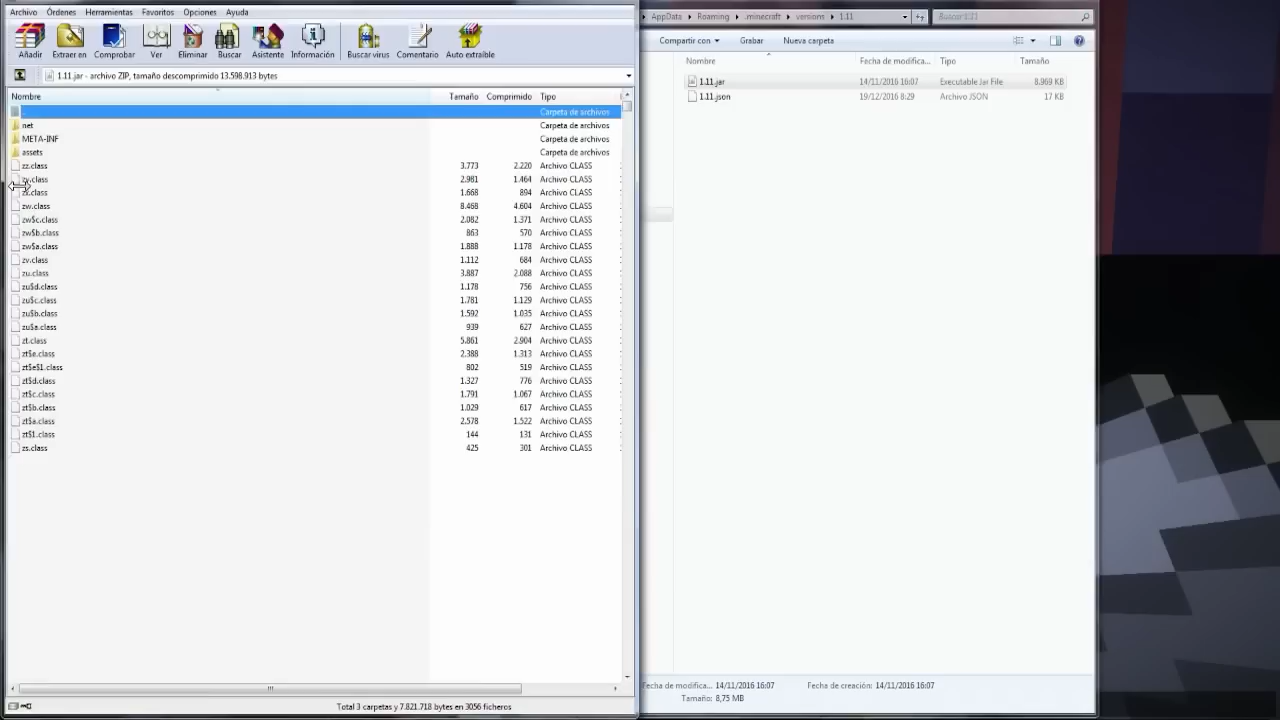 Archivo Órdenes Herramientas Favoritos Opciones Ayuda
Añadir Extraer en Comprobar Ver Eliminar Buscar Asistente Información Buscar virus Comentario Auto extraíble
1.11.jar - archivo ZIP, tamaño descomprimido 13.598.913 bytes
Nombre Tamaño Comprimido Tipo
Carpeta de archivos
net Carpeta de archivos
META-INF Carpeta de archivos
assets Carpeta de archivos
zz.class 3.773 2.220 Archivo CLASS
zy.class 2.981 1.464 Archivo CLASS
zx.class 1.668 894 Archivo CLASS
zw.class 8.468 4.604 Archivo CLASS
zw$c.class 2.082 1.371 Archivo CLASS
zw$b.class 863 570 Archivo CLASS
zw$a.class 1.888 1.178 Archivo CLASS
zv.class 1.112 684 Archivo CLASS
zu.class 3.887 2.088 Archivo CLASS
zu$d.class 1.178 756 Archivo CLASS
zu$c.class 1.781 1.129 Archivo CLASS
zu$b.class 1.592 1.035 Archivo CLASS
zu$a.class 939 627 Archivo CLASS
zt.class 5.861 2.904 Archivo CLASS
zt$e.class 2.388 1.313 Archivo CLASS
zt$e$1.class 802 519 Archivo CLASS
zt$d.class 1.327 776 Archivo CLASS
zt$c.class 1.791 1.067 Archivo CLASS
zt$b.class 1.029 617 Archivo CLASS
zt$a.class 2.578 1.522 Archivo CLASS
zt$1.class 144 131 Archivo CLASS
zs.class 425 301 Archivo CLASS
Total 3 carpetas y 7.821.718 bytes en 3056 ficheros
AppData Roaming .minecraft versions 1.11 Buscar 1.11
Compartir con Grabar Nueva carpeta
Nombre Fecha de modifica... Tipo Tamaño
1.11.jar 14/11/2016 16:07 Executable Jar File 8.969 KB
1.11.json 19/12/2016 8:29 Archivo JSON 17 KB
Fecha de modifica... 14/11/2016 16:07 Fecha de creación: 14/11/2016 16:07
Tamaño: 8,75 MB